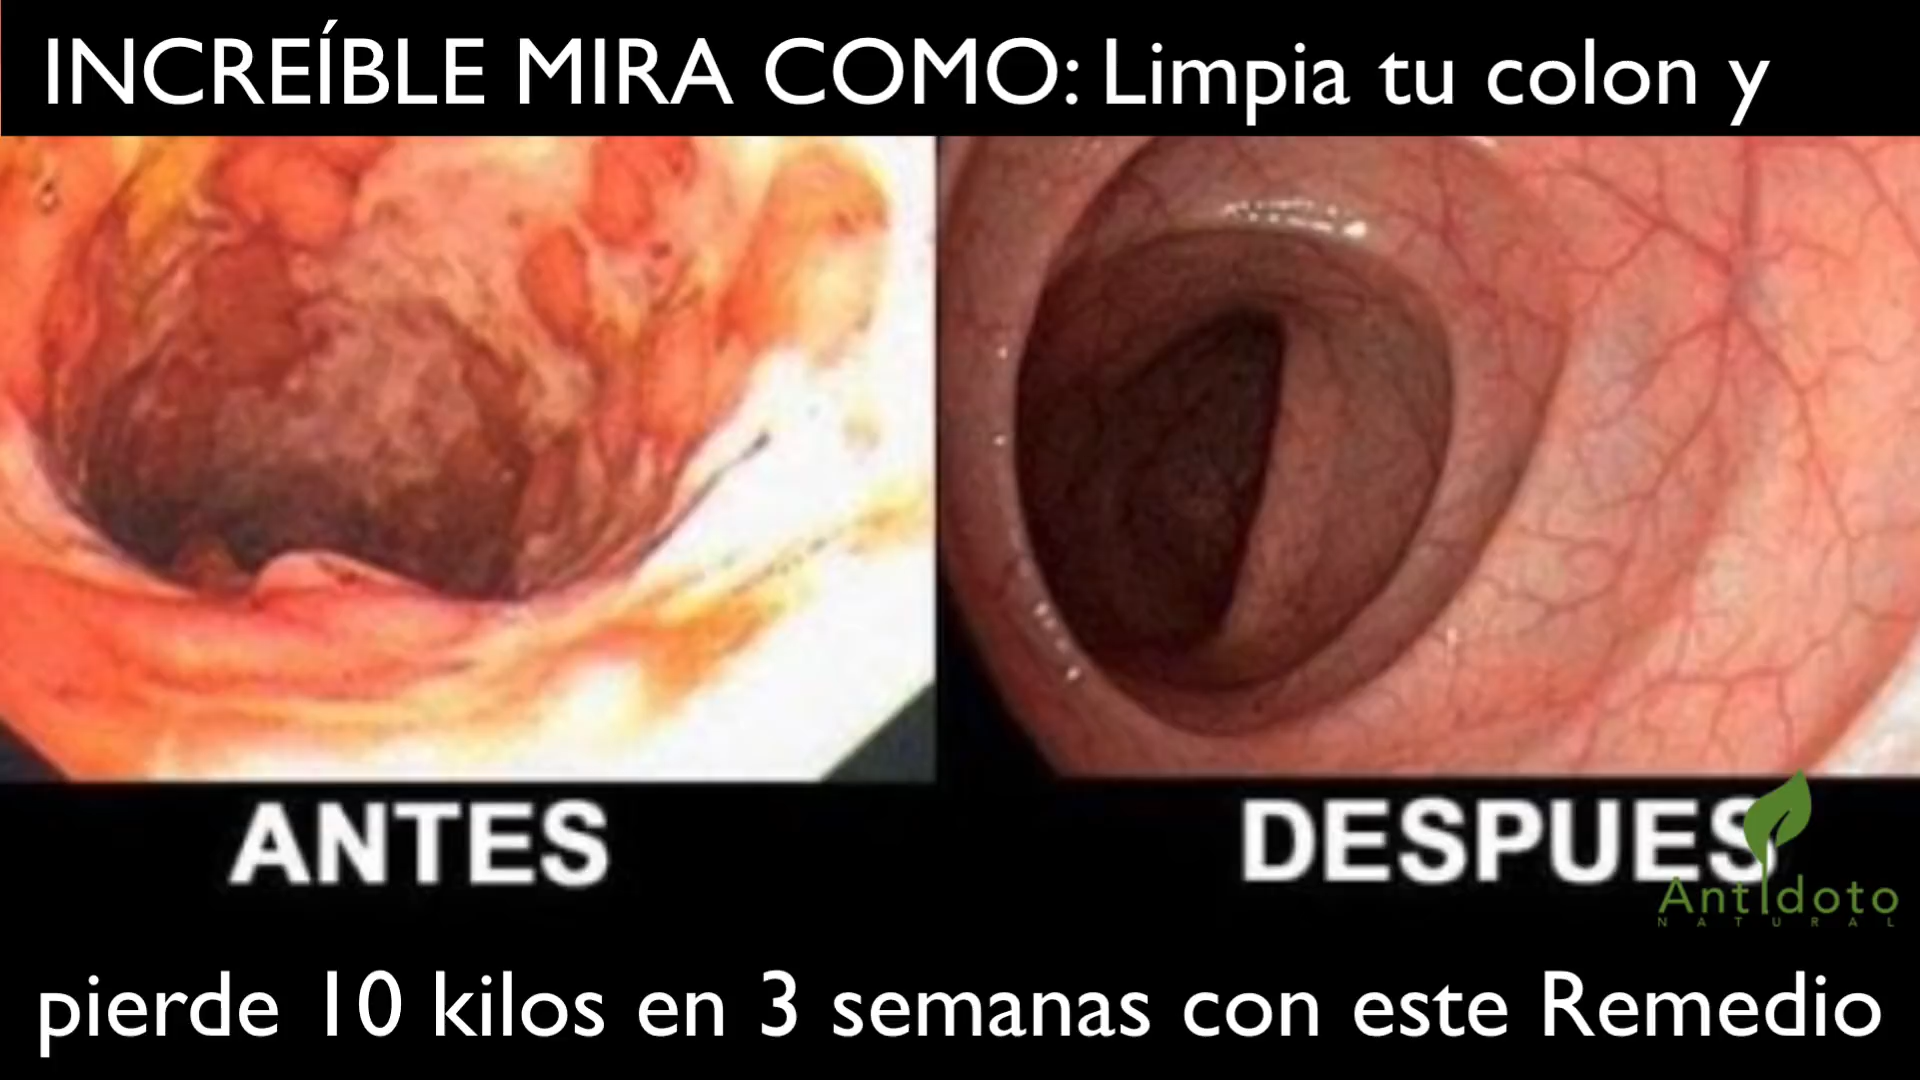 INCREÍBLE MIRA COMO: Limpia tu colon y
ANTES
DESPUES
Antidoto
NATURAL
pierde 10 kilos en 3 semanas con este Remedio